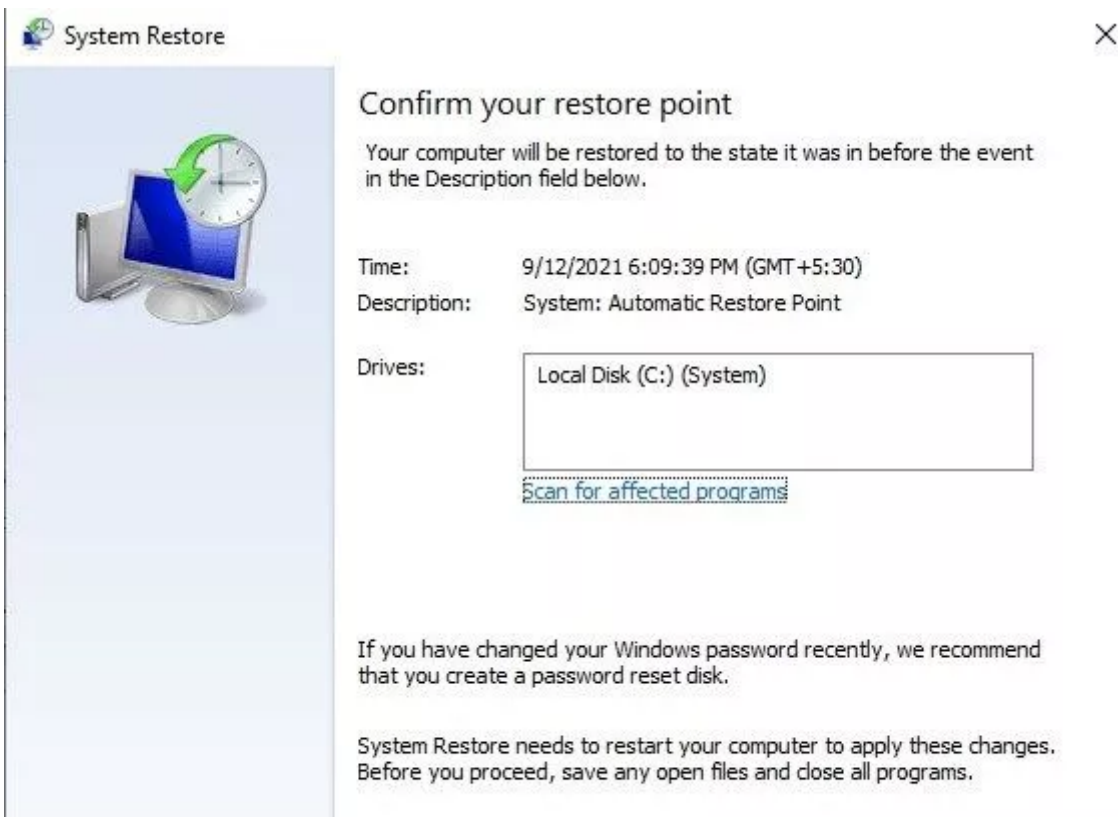 System Restore
Confirm your restore point
Your computer will be restored to the state it was in before the event
in the Description field below.
Time: 9/12/2021 6:09:39 PM (GMT+5:30)
Description: System: Automatic Restore Point
Drives: Local Disk (C:) (System)
Scan for affected programs
If you have changed your Windows password recently, we recommend
that you create a password reset disk.
System Restore needs to restart your computer to apply these changes.
Before you proceed, save any open files and close all programs.